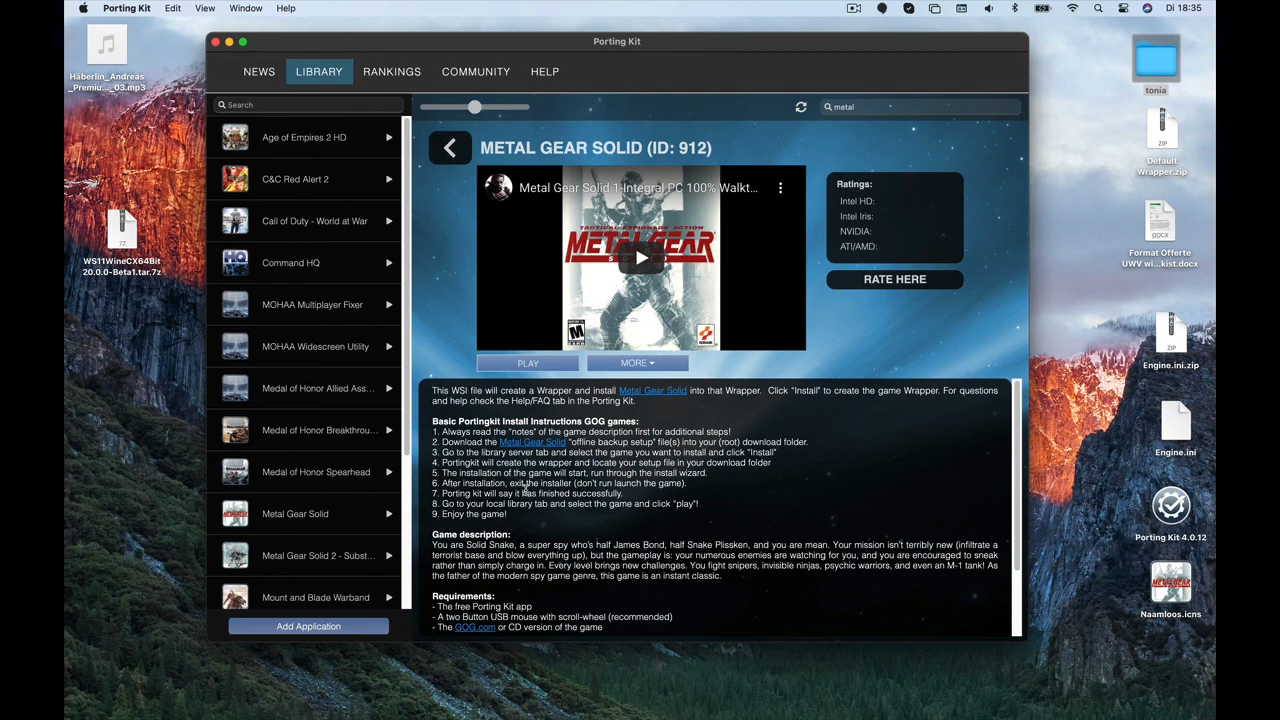 Porting Kit Edit View Window Help
Di 18:35
Häberlin_Andreas
_Premiu..._03.mp3
WS11WineCX64Bit
20.0.0-Beta1.tar.7z
Porting Kit
NEWS LIBRARY RANKINGS COMMUNITY HELP
Search
metal
Age of Empires 2 HD
C&C Red Alert 2
Call of Duty - World at War
Command HQ
MOHAA Multiplayer Fixer
MOHAA Widescreen Utility
Medal of Honor Allied Ass...
Medal of Honor Breakthrou...
Medal of Honor Spearhead
Metal Gear Solid
Metal Gear Solid 2 - Subst...
Mount and Blade Warband
Add Application
METAL GEAR SOLID (ID: 912)
Metal Gear Solid 1 Integral PC 100% Walkt...
TACTICAL ESPIONAGE ACTION
METAL GEAR
SOLID
M
KONAMI
Ratings:
Intel HD:
Intel Iris:
NVIDIA:
ATI/AMD:
RATE HERE
PLAY
MORE
This WSI file will create a Wrapper and install Metal Gear Solid into that Wrapper. Click "Install" to create the game Wrapper. For questions
and help check the Help/FAQ tab in the Porting Kit.
Basic Portingkit Install Instructions GOG games:
1. Always read the "notes" of the game description first for additional steps!
2. Download the Metal Gear Solid "offline backup setup" file(s) into your (root) download folder.
3. Go to the library server tab and select the game you want to install and click "Install"
4. Portingkit will create the wrapper and locate your setup file in your download folder
5. The installation of the game will start, run through the install wizard.
6. After installation, exit the installer (don't run launch the game).
7. Porting kit will say it has finished successfully.
8. Go to your local library tab and select the game and click "play"!
9. Enjoy the game!
Game description:
You are Solid Snake, a super spy who's half James Bond, half Snake Plissken, and you are mean. Your mission isn't terribly new (infiltrate a
terrorist base and blow everything up), but the gameplay is: your numerous enemies are watching for you, and you are encouraged to sneak
rather than simply charge in. Every level brings new challenges. You fight snipers, invisible ninjas, psychic warriors, and even an M-1 tank! As
the father of the modern spy game genre, this game is an instant classic.
Requirements:
- The free Porting Kit app
- A two Button USB mouse with scroll-wheel (recommended)
- The GOG.com or CD version of the game
tonia
ZIP
Default
Wrapper.zip
DOCX
Format Offerte
UWV wi...kist.docx
ZIP
Engine.ini.zip
Engine.ini
Porting Kit 4.0.12
Naamloos.icns
7Z